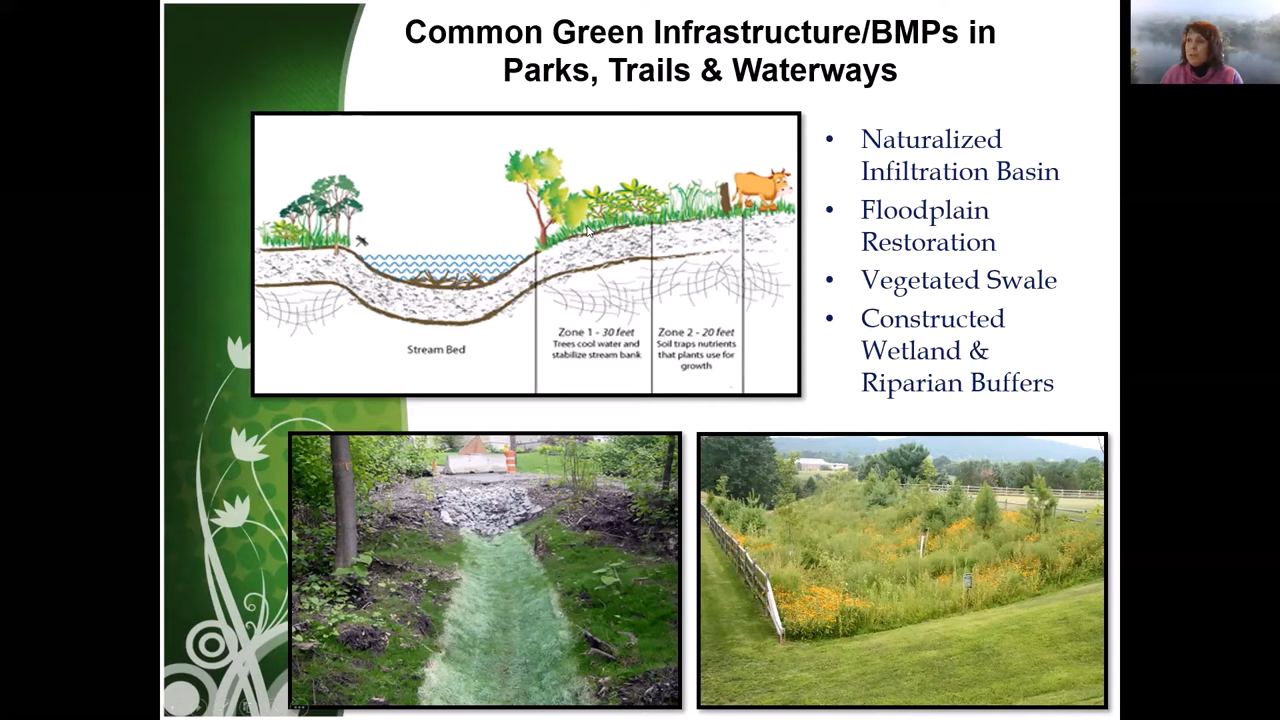 Common Green Infrastructure/BMPs in
Parks, Trails & Waterways
• Naturalized
Infiltration Basin
• Floodplain
Restoration
• Vegetated Swale
• Constructed
Wetland &
Riparian Buffers
Stream Bed
Zone 1 - 30 feet
Trees cool water and
stabilize stream bank
Zone 2 - 20 feet
Soil traps nutrients
that plants use for
growth